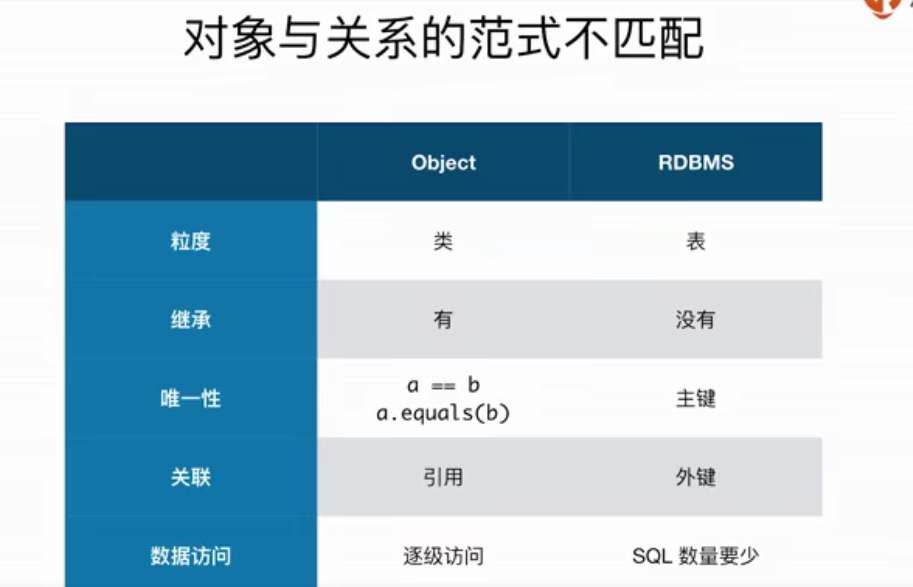 对象与关系的范式不匹配
Object RDBMS
粒度 类 表
继承 有 没有
唯一性 a == b a.equals(b) 主键
关联 引用 外键
数据访问 逐级访问 SQL 数量要少